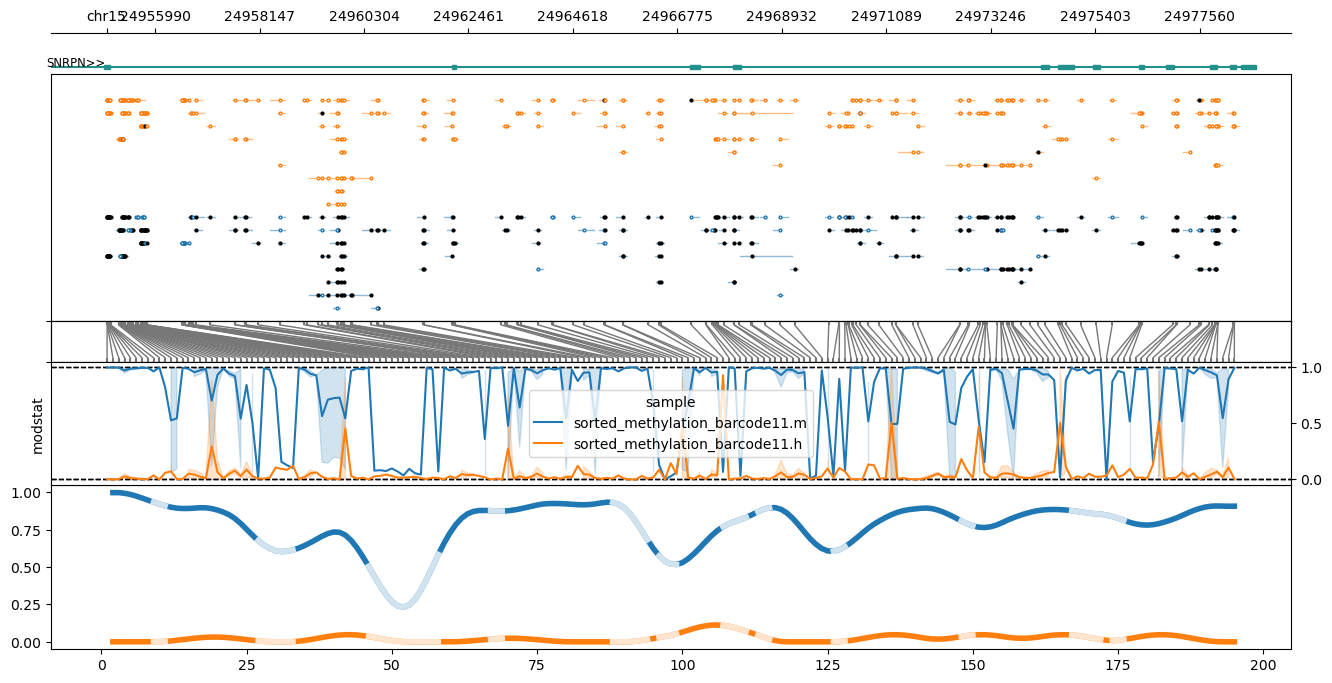 chr15 24955990 24958147 24960304 24962461 24964618 24966775 24968932 24971089 24973246 24975403 24977560
SNRPN>>
modstat
1.0
0.5
0.0
sample
sorted_methylation_barcode11.m
sorted_methylation_barcode11.h
1.00
0.75
0.50
0.25
0.00
0 25 50 75 100 125 150 175 200